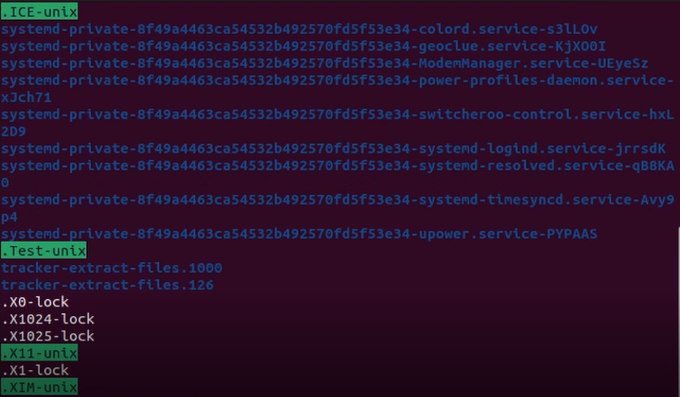 .ICE-unix
systemd-private-8f49a4463ca54532b492570fd5f53e34-colord.service-s3lLOv
systemd-private-8f49a4463ca54532b492570fd5f53e34-geoclue.service-KjXO0I
systemd-private-8f49a4463ca54532b492570fd5f53e34-ModemManager.service-UEyeSz
systemd-private-8f49a4463ca54532b492570fd5f53e34-power-profiles-daemon.service-
xJch71
systemd-private-8f49a4463ca54532b492570fd5f53e34-switcheroo-control.service-hxL
2D9
systemd-private-8f49a4463ca54532b492570fd5f53e34-systemd-logind.service-jrrsdK
systemd-private-8f49a4463ca54532b492570fd5f53e34-systemd-resolved.service-qB8KA
0
systemd-private-8f49a4463ca54532b492570fd5f53e34-systemd-timesyncd.service-Avy9
p4
systemd-private-8f49a4463ca54532b492570fd5f53e34-upower.service-PYPAAS
.Test-unix
tracker-extract-files.1000
tracker-extract-files.126
.X0-lock
.X1024-lock
.X1025-lock
.X11-unix
.X1-lock
.XIM-unix